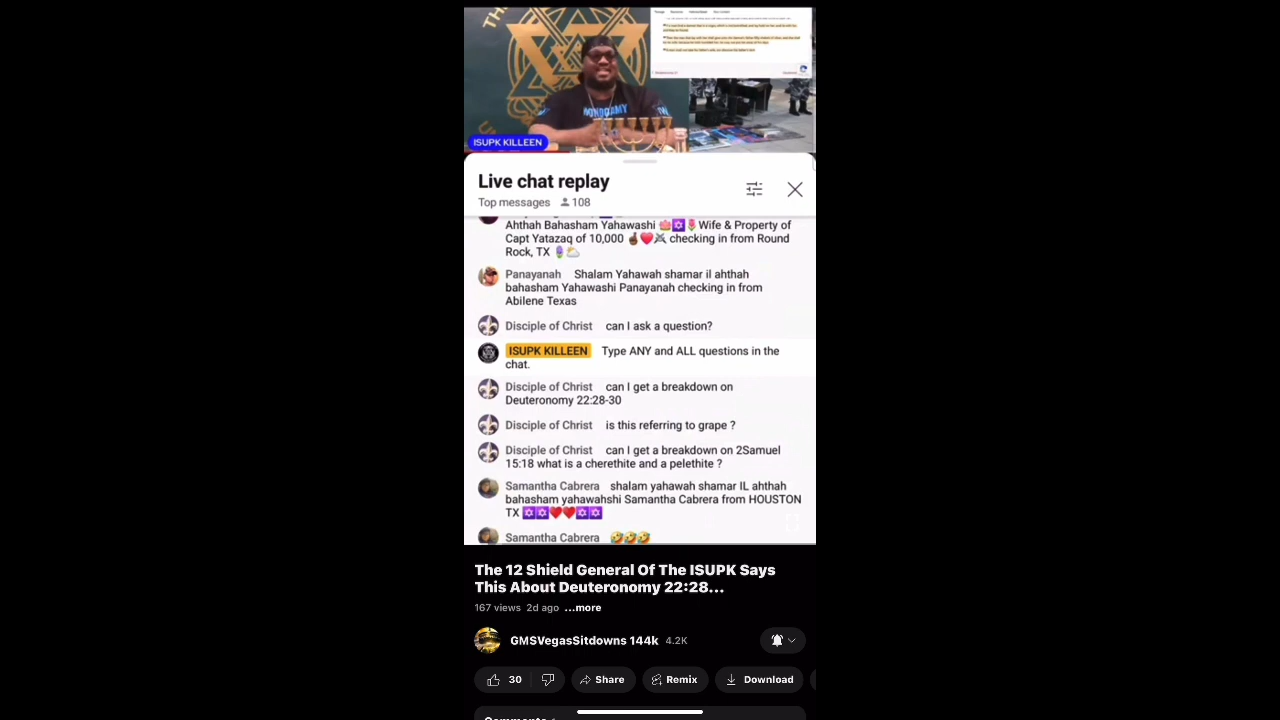 TH
ISUPK KILLEEN
Live chat replay
Top messages 108
Ahthah Bahasham Yahawashi 🪷✡️🌷Wife & Property of
Capt Yatazaq of 10,000 ☝🏾❤️⚔️ checking in from Round
Rock, TX 🪻⛅
Panayanah Shalam Yahawah shamar il ahthah
bahasham Yahawashi Panayanah checking in from
Abilene Texas
Disciple of Christ can I ask a question?
ISUPK KILLEEN Type ANY and ALL questions in the
chat.
Disciple of Christ can I get a breakdown on
Deuteronomy 22:28-30
Disciple of Christ is this referring to grape ?
Disciple of Christ can I get a breakdown on 2Samuel
15:18 what is a cherethite and a pelethite ?
Samantha Cabrera shalam yahawah shamar IL ahthah
bahasham yahawahshi Samantha Cabrera from HOUSTON
TX ✡️✡️❤️❤️✡️✡️
Samantha Cabrera 🤣🤣🤣
The 12 Shield General Of The ISUPK Says
This About Deuteronomy 22:28...
167 views 2d ago ...more
GMSVegasSitdowns 144k 4.2K
30 Share Remix Download